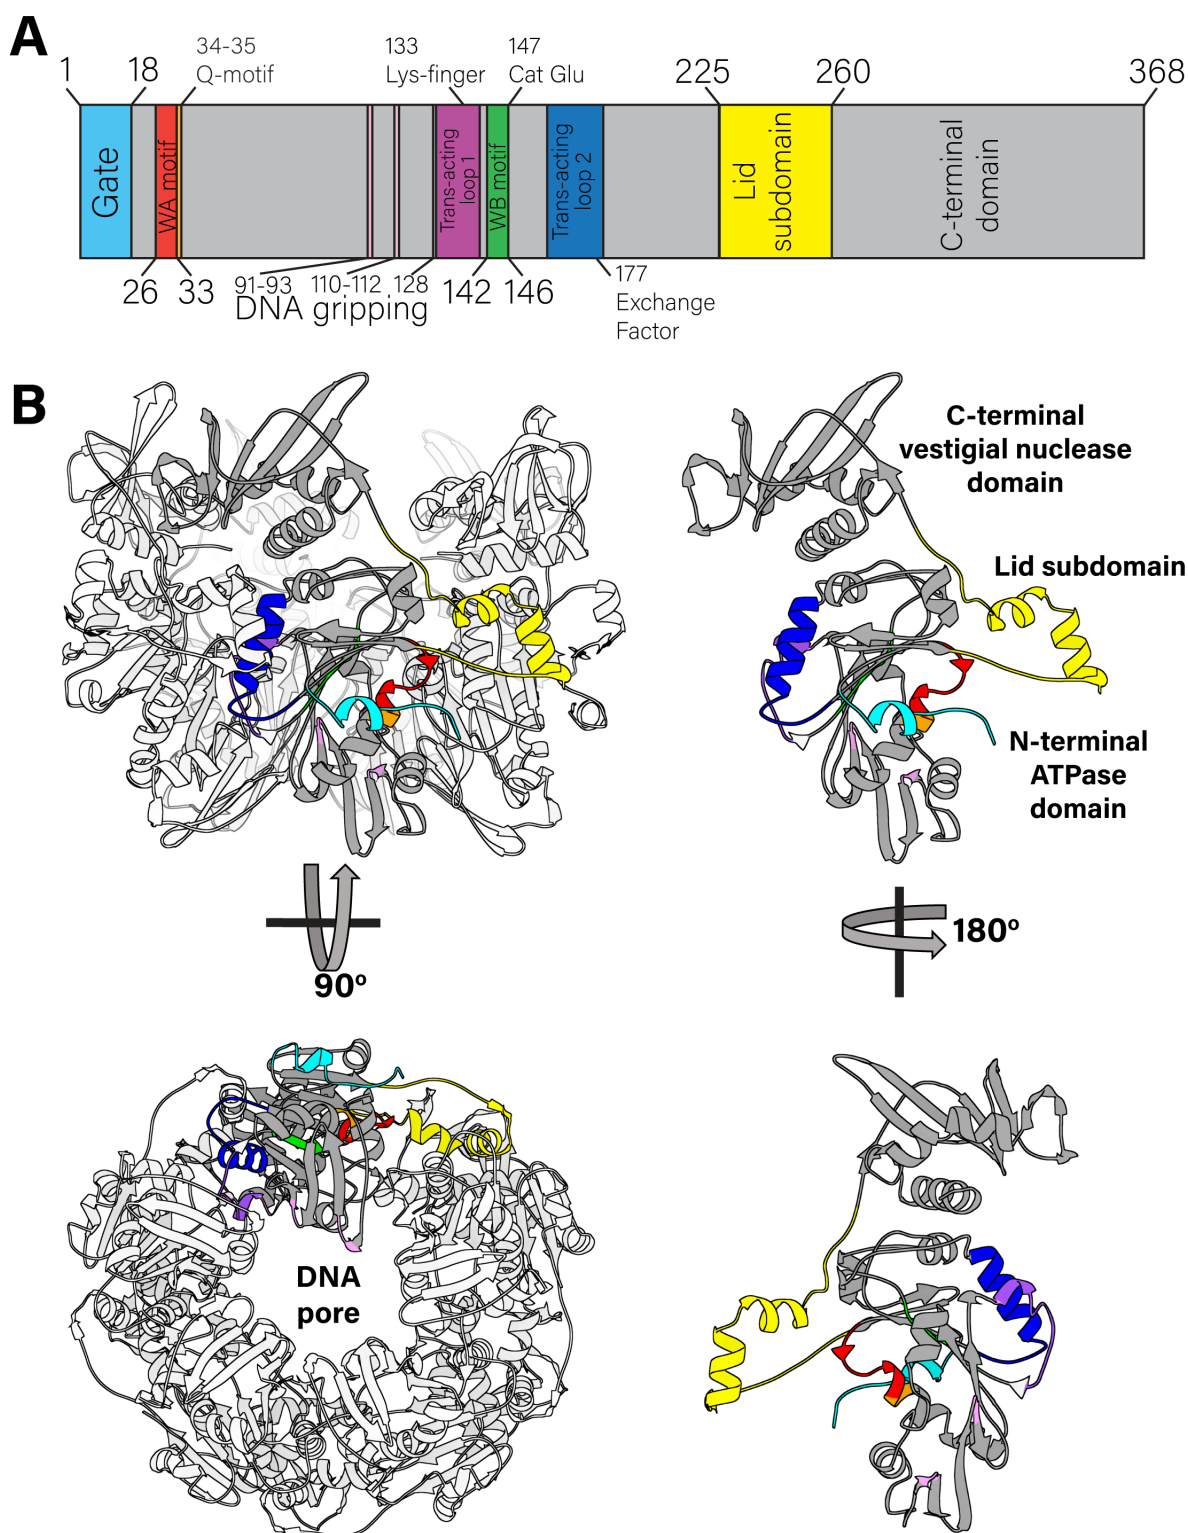 A
34-35
Q-motif
133
Lys-finger
147
Cat Glu
1
18
225
260
368
Gate
WA motif
Trans-acting
loop 1
WB motif
Trans-acting
loop 2
Lid
subdomain
C-terminal
domain
26
33
91-93
110-112
128
DNA gripping
142
146
177
Exchange
Factor
B
C-terminal
vestigial nuclease
domain
Lid subdomain
N-terminal
ATPase
domain
90º
180º
DNA
pore